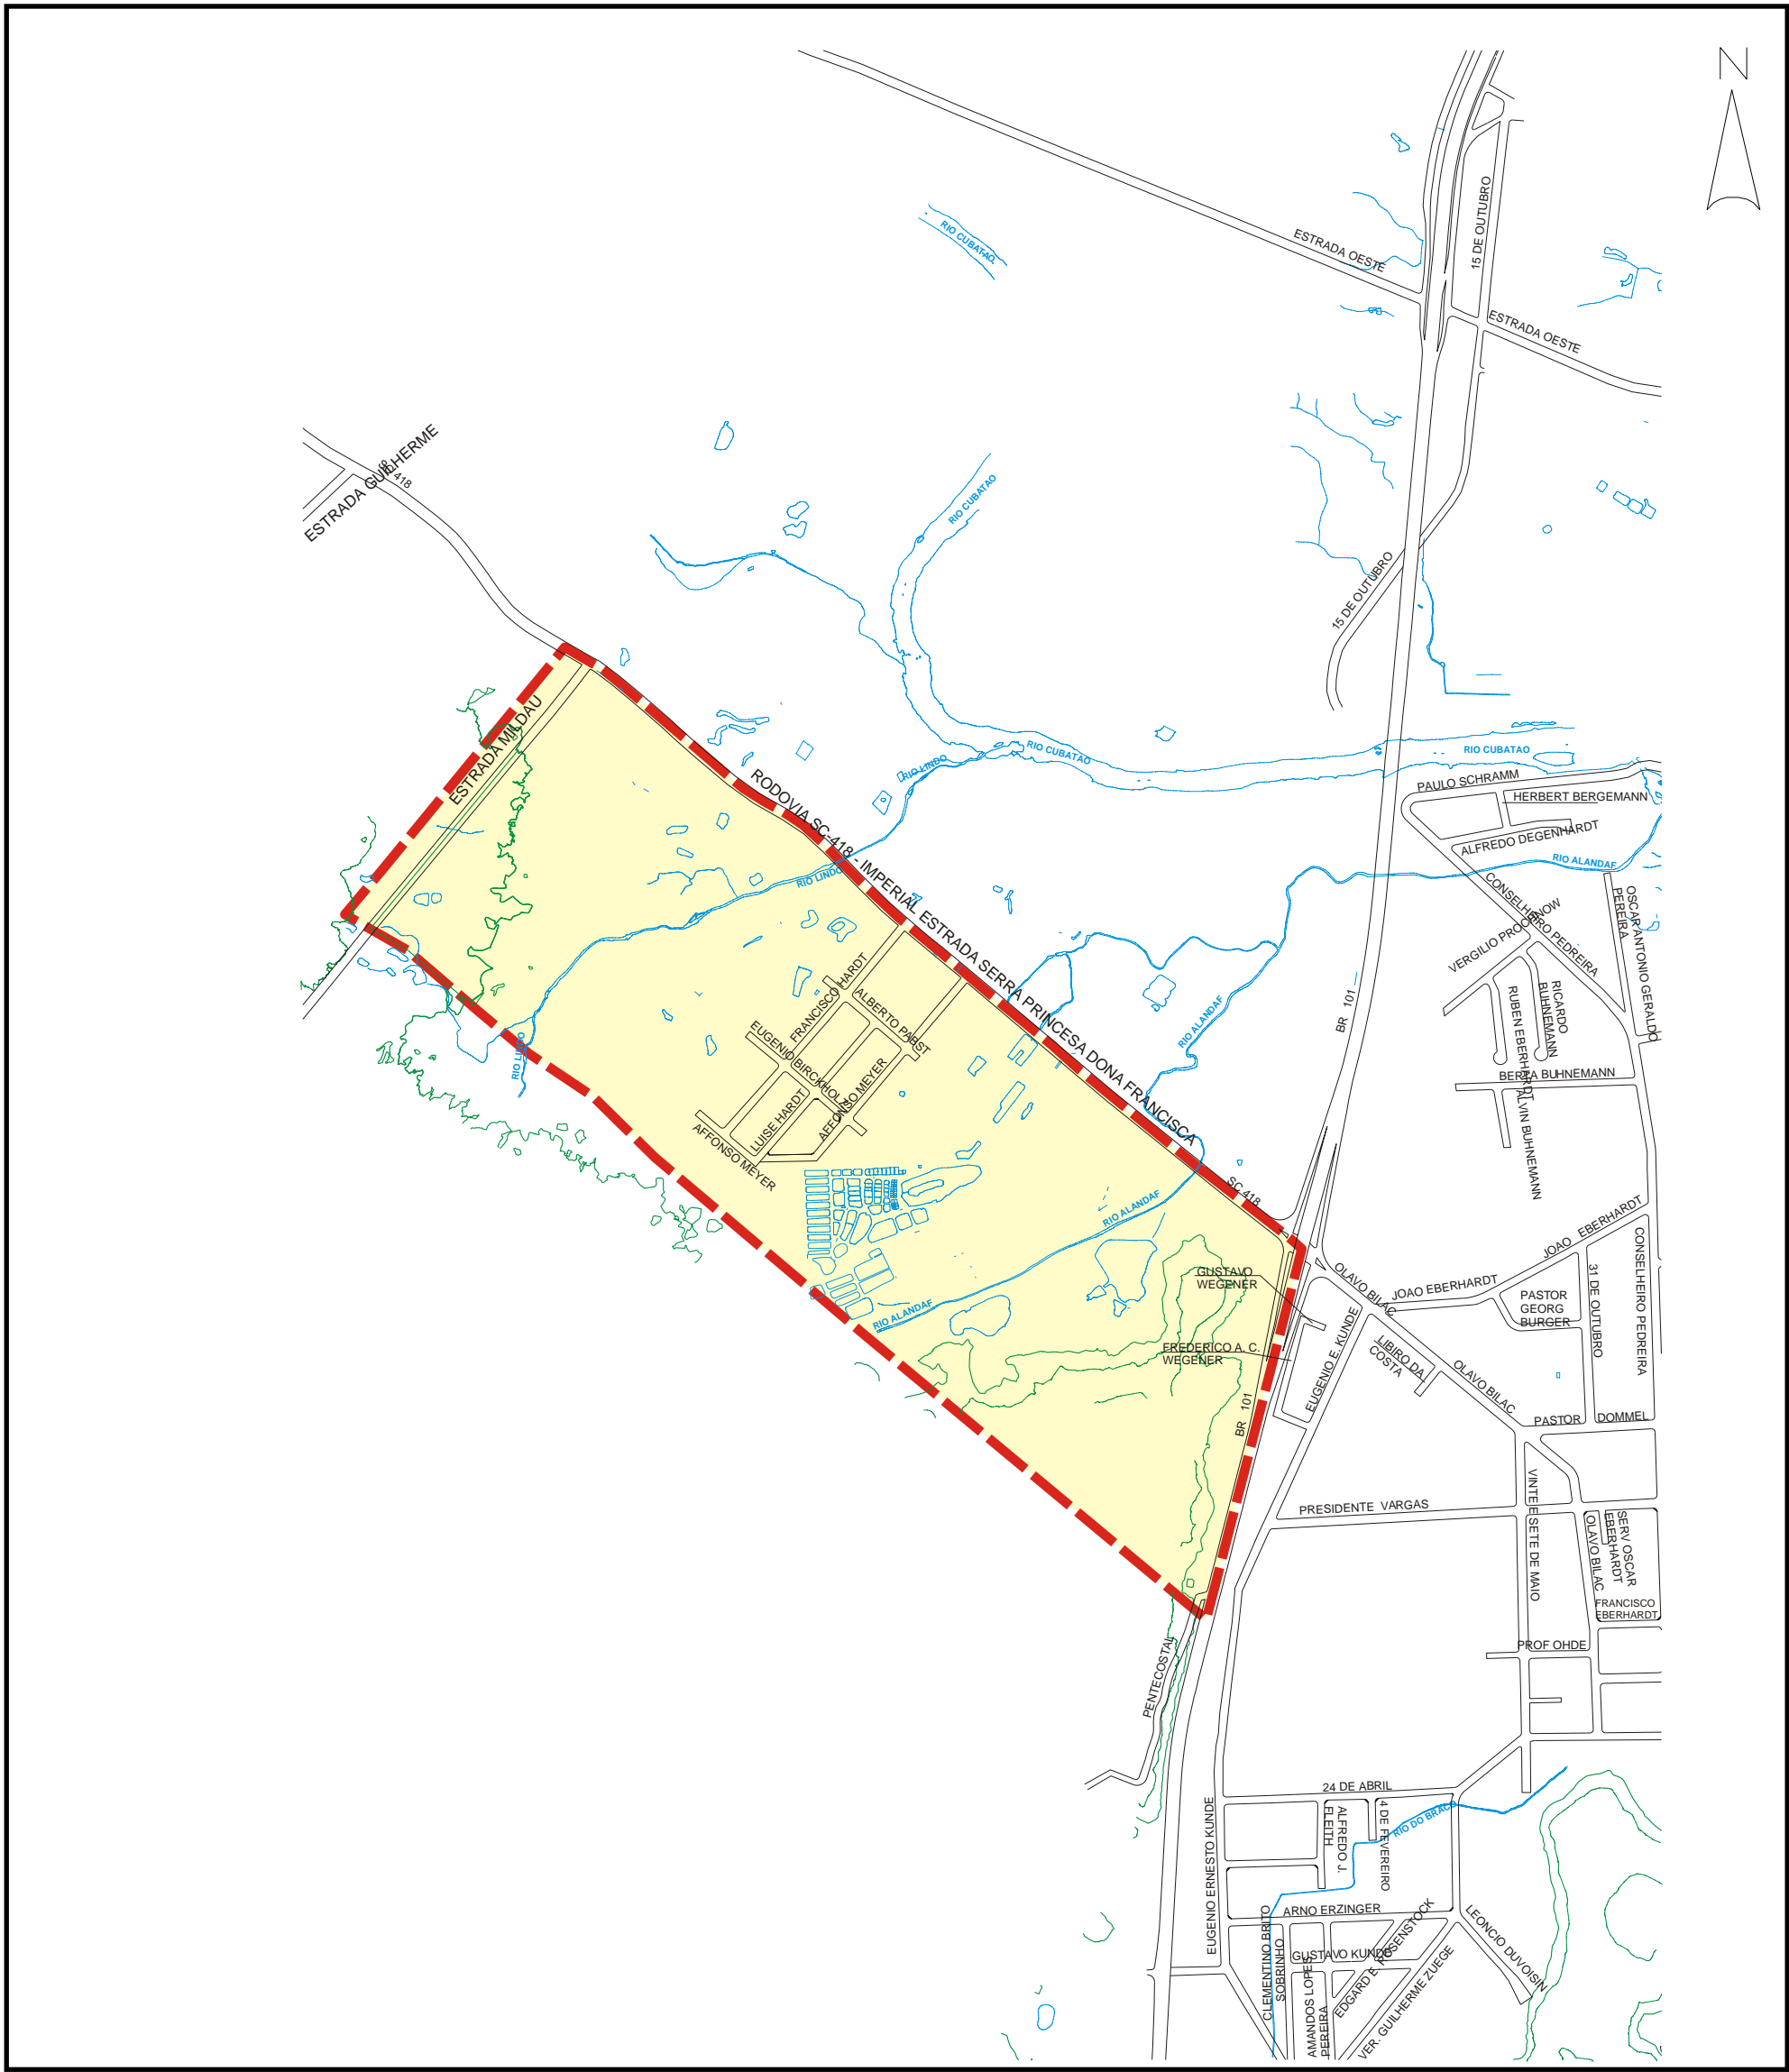 N
15 DE OUTUBRO
ESTRADA OESTE
RIO CUBATAO
ESTRADA OESTE
ESTRADA GUILHERME
418
RIO CUBATAO
15 DE OUTUBRO
ESTRADA MILDAU
RIO CUBATAO
RIO CUBATAO
RIO LINDO
PAULO SCHRAMM
HERBERT BERGEMANN
ALFREDO DEGENHARDT
RIO ALANDAF
RODOVIA SC-418 - IMPERIAL ESTRADA SERRA PRINCESA DONA FRANCISCA
RIO LINDO
CONSELHEIRO PEDREIRA
OSCAR ANTONIO GERALDO
PEREIRA
VERGILIO PROCHNOW
FRANCISCO HARDT
ALBERTO PABST
EUGENIO BIRCKHOLZ
RIO ALANDAF
BR 101
RICARDO
BUHNEMANN
RUBEN EBERHARDT
RIO LINDO
BERTA BUHNEMANN
ALVIN BUHNEMANN
AFFONSO MEYER
LUISE HARDT
AFFONSO MEYER
SC 418
RIO ALANDAF
JOAO EBERHARDT
CONSELHEIRO PEDREIRA
GUSTAVO
WEGENER
OLAVO BILAC
JOAO EBERHARDT
31 DE OUTUBRO
PASTOR
GEORG
BURGER
RIO ALANDAF
EUGENIO E. KUNDE
FREDERICO A. C.
WEGENER
LIBIRO DA
COSTA
OLAVO BILAC
BR 101
PASTOR DOMMEL
VINTE E SETE DE MAIO
PRESIDENTE VARGAS
OLAVO BILAC
SERV OSCAR
EBERHARDT
FRANCISCO
EBERHARDT
PROF OHDE
PENTECOSTAL
24 DE ABRIL
EUGENIO ERNESTO KUNDE
ALFREDO J.
FLEITH
4 DE FEVEREIRO
RIO DO BRACO
ARNO ERZINGER
CLEMENTINO BRITO
SOBRINHO
GUSTAVO KUNDE
EDGARD E. ROSENSTOCK
LEONCIO DUVOISIN
AMANDOS LOPES
PEREIRA
VER. GUILHERME ZUEGE